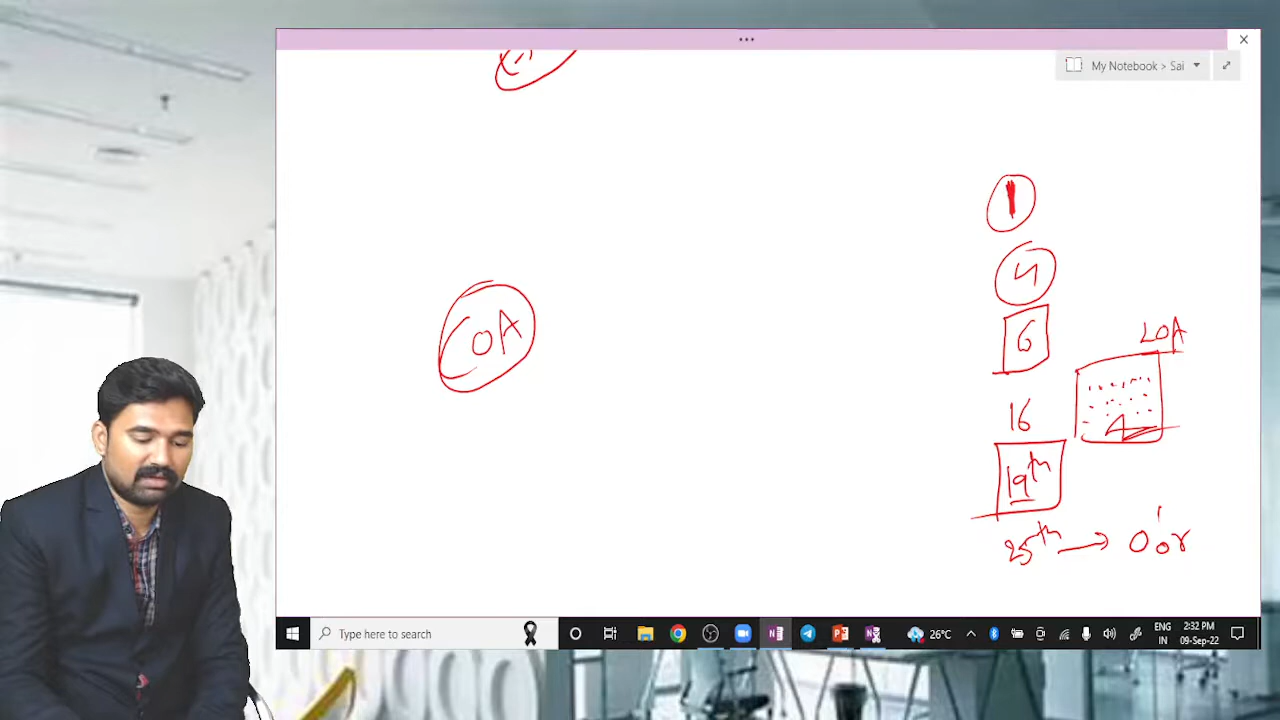 My Notebook > Sai
1
4
COA
6
LOA
16
19th
25th →
Type here to search
26°C
ENG
IN
2:32 PM
09-Sep-22